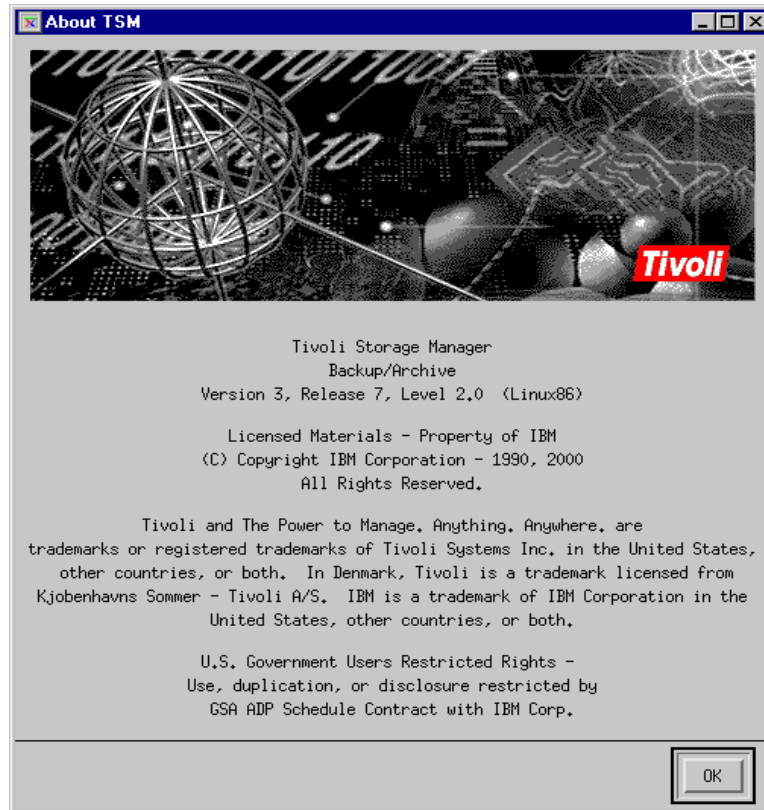 About TSM
Tivoli
Tivoli Storage Manager
Backup/Archive
Version 3, Release 7, Level 2.0 (Linux86)
Licensed Materials - Property of IBM
(C) Copyright IBM Corporation - 1990, 2000
All Rights Reserved.
Tivoli and The Power to Manage. Anything. Anywhere. are
trademarks or registered trademarks of Tivoli Systems Inc. in the United States,
other countries, or both. In Denmark, Tivoli is a trademark licensed from
Kjobenhavns Sommer - Tivoli A/S. IBM is a trademark of IBM Corporation in the
United States, other countries, or both.
U.S. Government Users Restricted Rights -
Use, duplication, or disclosure restricted by
GSA ADP Schedule Contract with IBM Corp.
OK